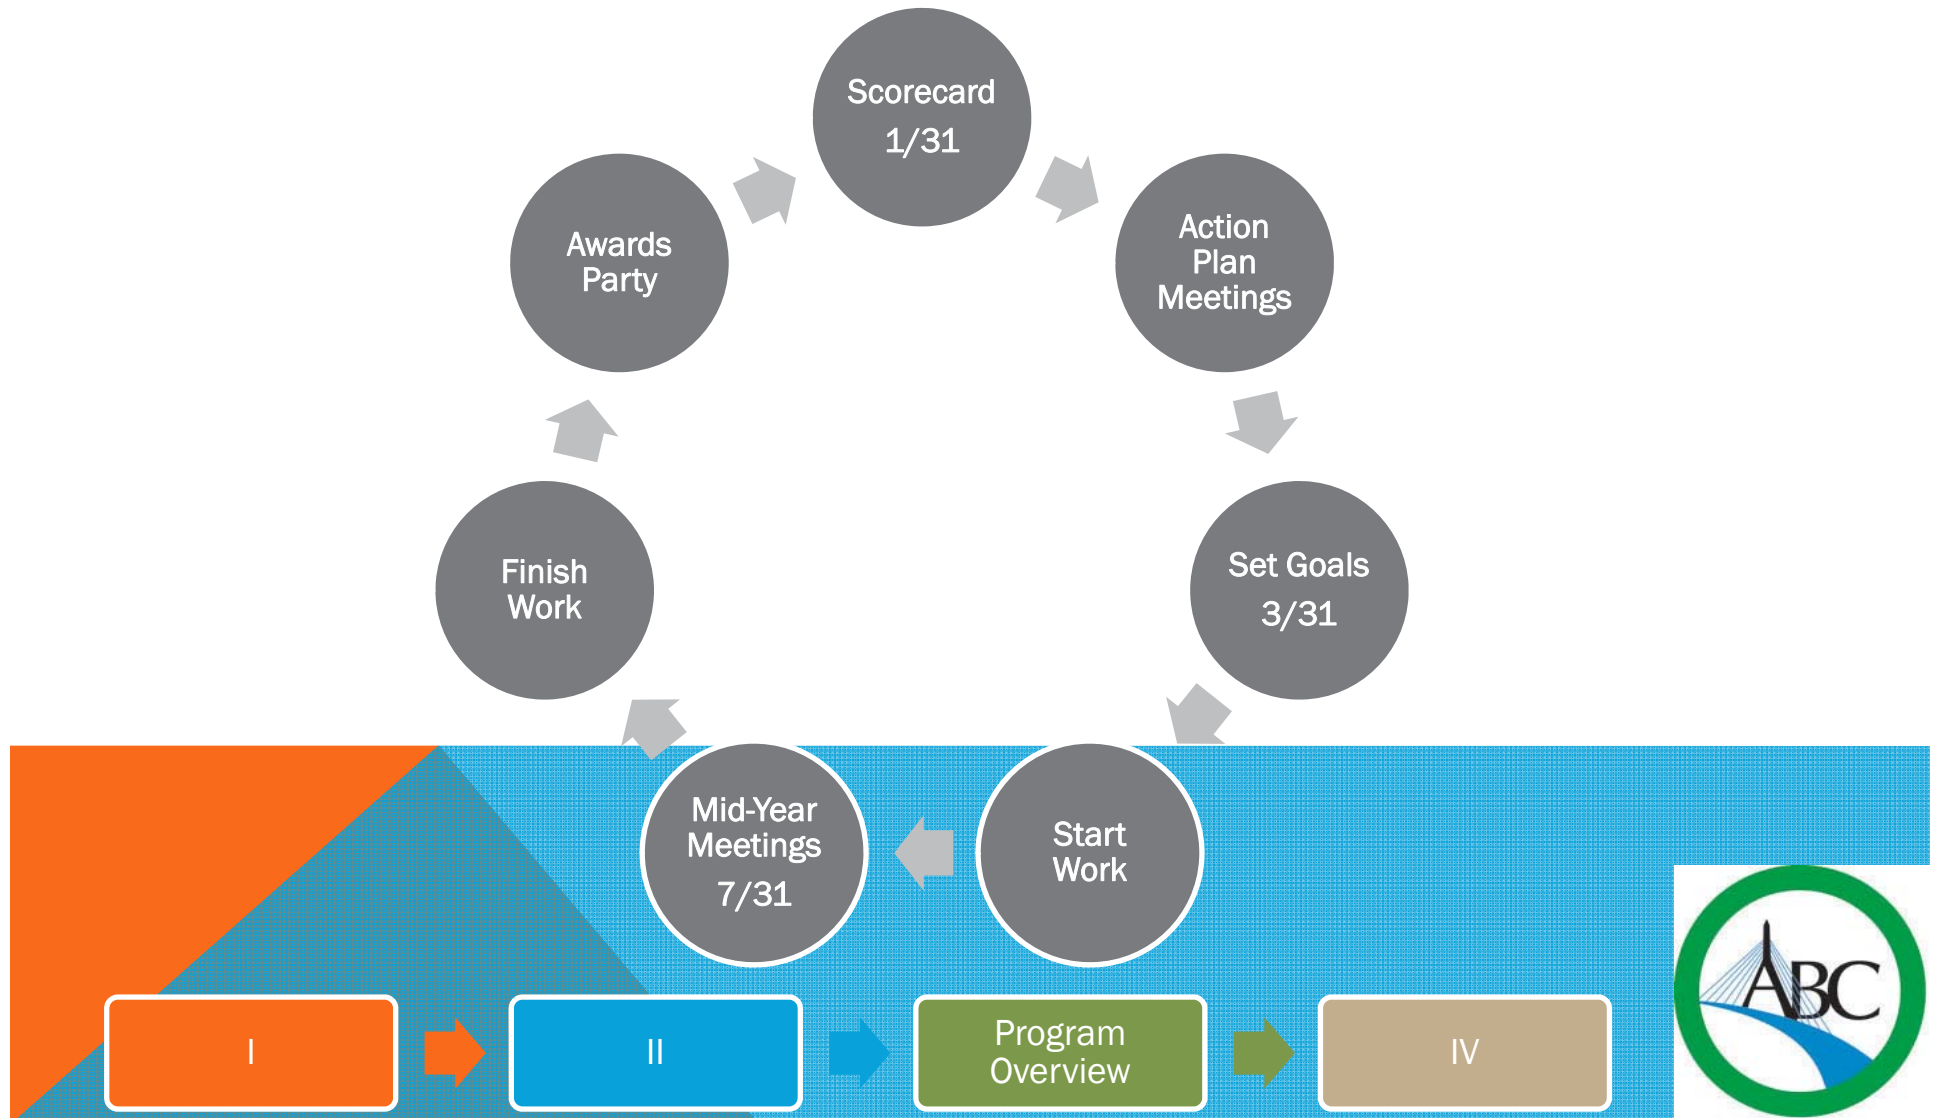 Scorecard
1/31
Action
Plan
Meetings
Set Goals
3/31
Start
Work
Mid-Year
Meetings
7/31
Finish
Work
Awards
Party
I
II
Program
Overview
IV
ABC